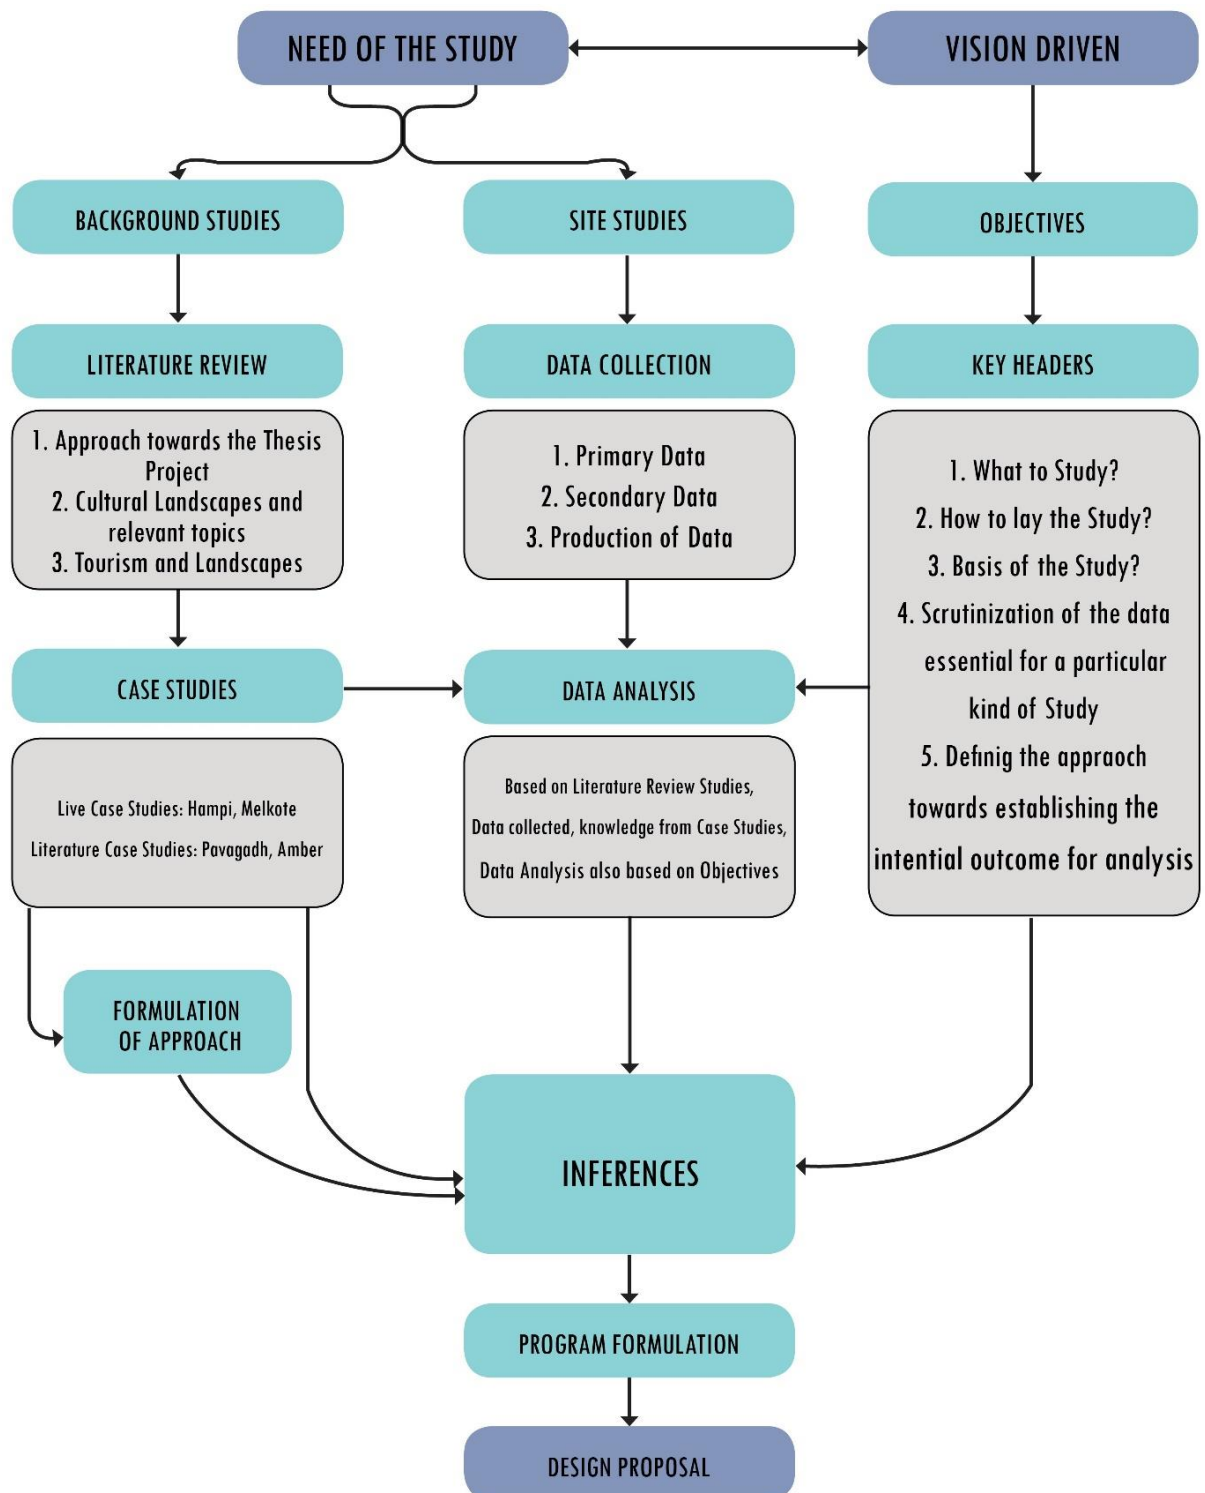 NEED OF THE STUDY
VISION DRIVEN
BACKGROUND STUDIES
SITE STUDIES
OBJECTIVES
LITERATURE REVIEW
DATA COLLECTION
KEY HEADERS
1. Approach towards the Thesis
Project
2. Cultural Landscapes and
relevant topics
3. Tourism and Landscapes
1. Primary Data
2. Secondary Data
3. Production of Data
1. What to Study?
2. How to lay the Study?
3. Basis of the Study?
4. Scrutinization of the data
essential for a particular
kind of Study
5. Definig the appraoch
towards establishing the
intential outcome for analysis
CASE STUDIES
DATA ANALYSIS
Live Case Studies: Hampi, Melkote
Literature Case Studies: Pavagadh, Amber
Based on Literature Review Studies,
Data collected, knowledge from Case Studies,
Data Analysis also based on Objectives
FORMULATION
OF APPROACH
INFERENCES
PROGRAM FORMULATION
DESIGN PROPOSAL